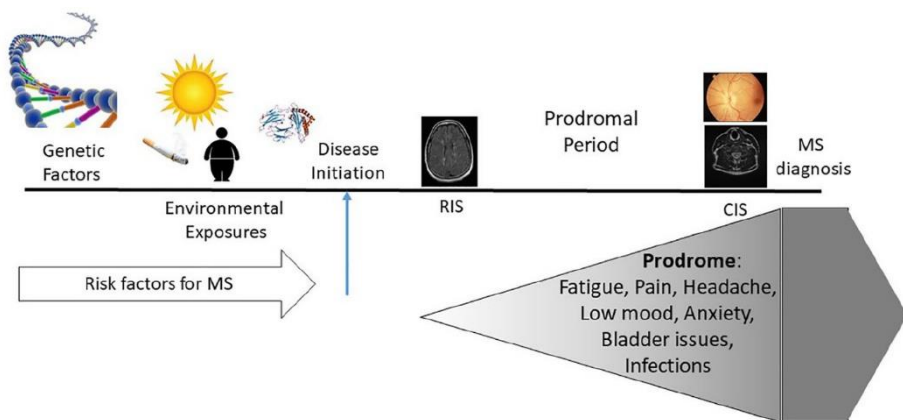 Genetic
Factors
Disease
Initiation
Prodromal
Period
MS
diagnosis
Environmental
Exposures
RIS
CIS
Risk factors for MS
Prodrome:
Fatigue, Pain, Headache,
Low mood, Anxiety,
Bladder issues,
Infections